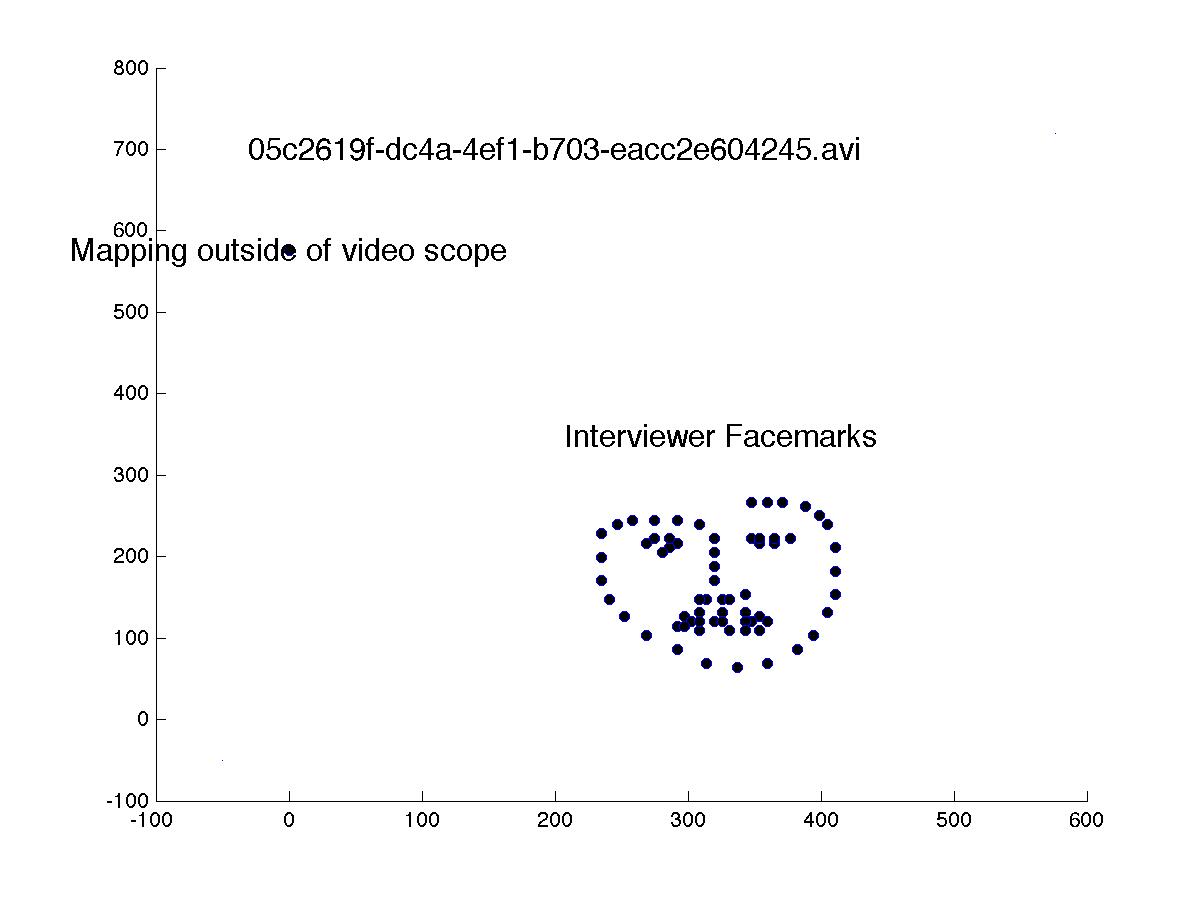 800
05c2619f-dc4a-4ef1-b703-eacc2e604245.avi
700
600
Mapping outside of video scope
500
400
Interviewer Facemarks
300
200
100
0
-100
-100 0 100 200 300 400 500 600